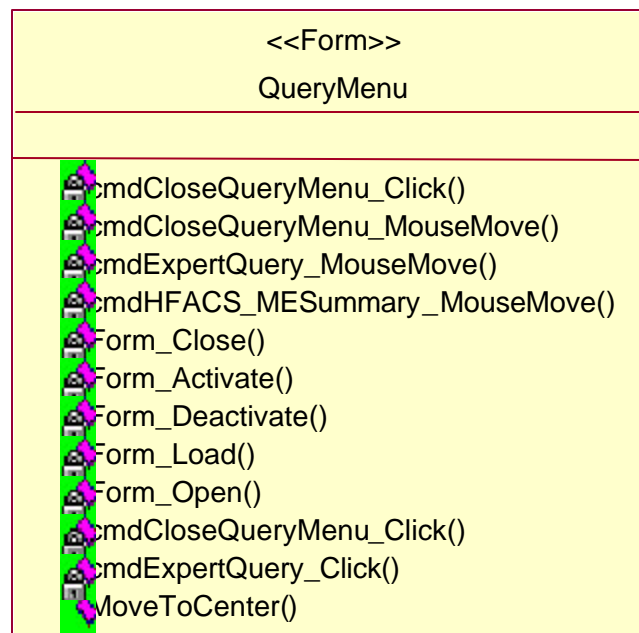 <<Form>>
QueryMenu
cmdCloseQueryMenu_Click()
cmdCloseQueryMenu_MouseMove()
cmdExpertQuery_MouseMove()
cmdHFACS_MESummary_MouseMove()
Form_Close()
Form_Activate()
Form_Deactivate()
Form_Load()
Form_Open()
cmdCloseQueryMenu_Click()
cmdExpertQuery_Click()
MoveToCenter()